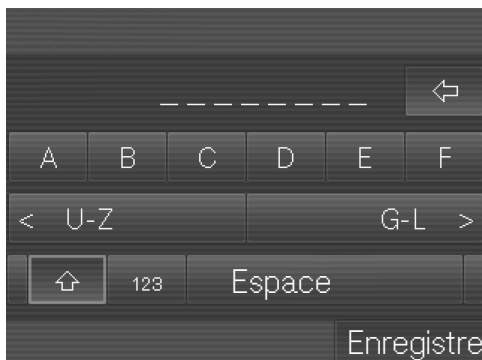 _ _ _ _ _ _ _ _ _
A B C D E F
< U-Z G-L >
123 Espace
Enregistre